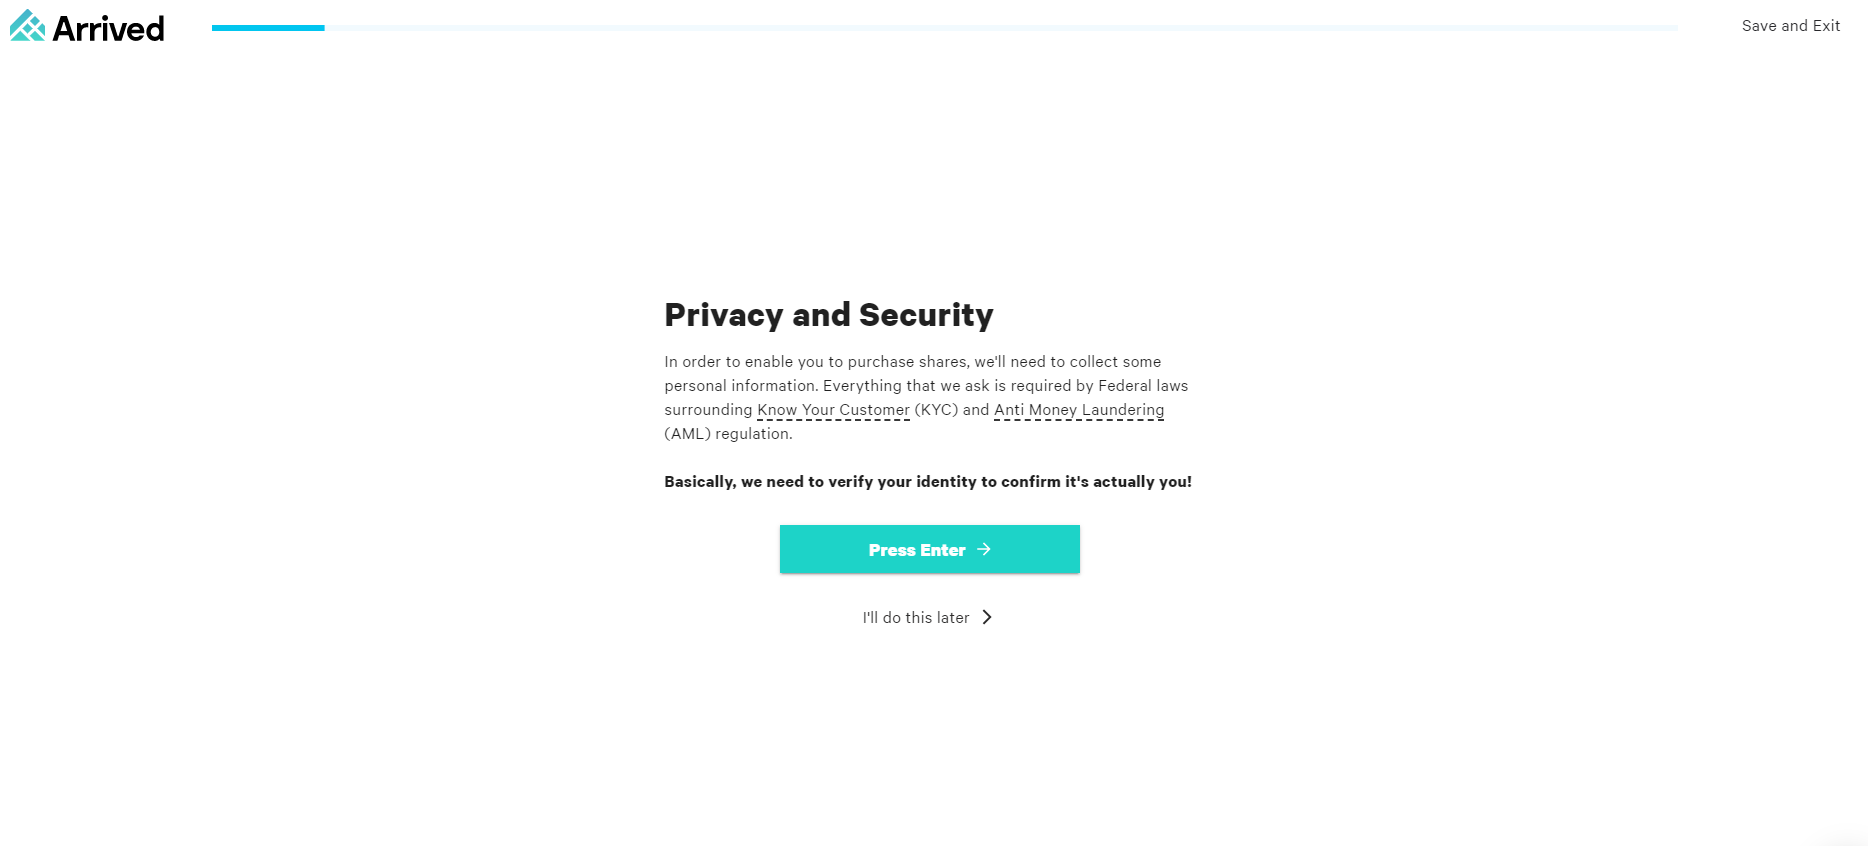 Arrived
Save and Exit
Privacy and Security
In order to enable you to purchase shares, we'll need to collect some
personal information. Everything that we ask is required by Federal laws
surrounding Know Your Customer (KYC) and Anti Money Laundering
(AML) regulation.
Basically, we need to verify your identity to confirm it's actually you!
Press Enter →
I'll do this later